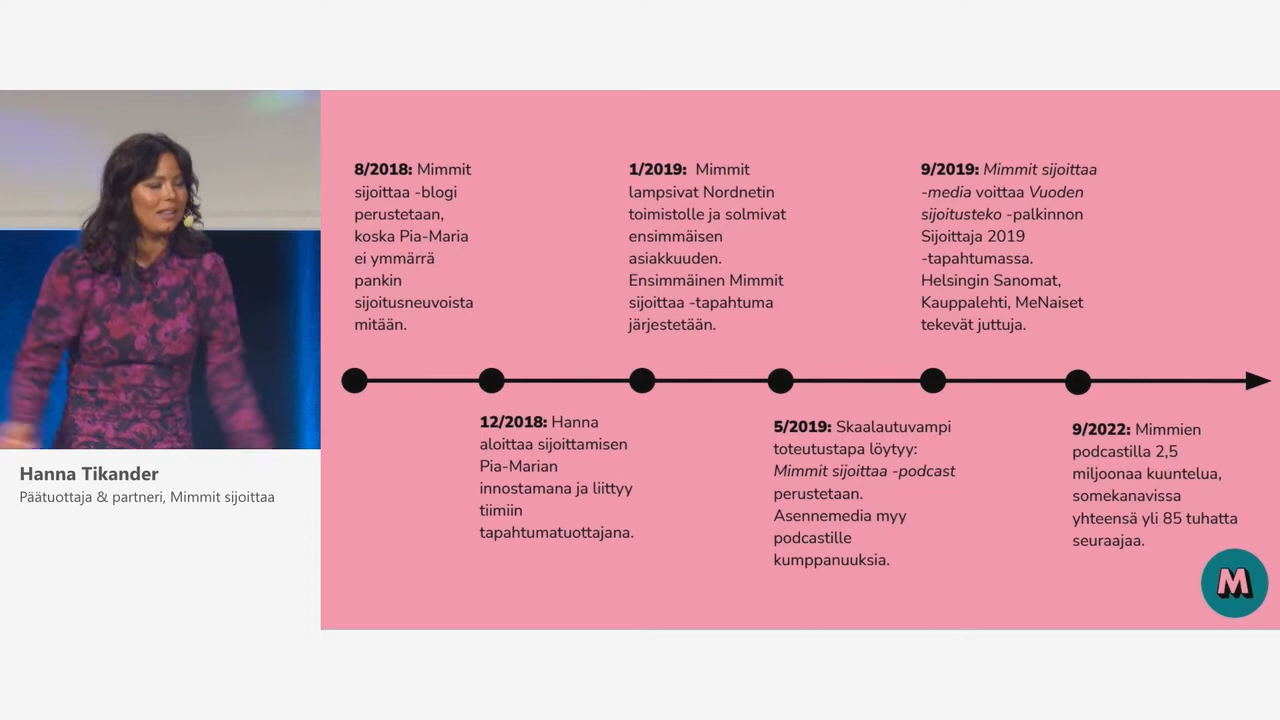 Hanna Tikander
Päätuottaja & partneri, Mimmit sijoittaa
8/2018: Mimmit
sijoittaa -blogi
perustetaan,
koska Pia-Maria
ei ymmärrä
pankin
sijoitusneuvoista
mitään.
12/2018: Hanna
aloittaa sijoittamisen
Pia-Marian
innostamana ja liittyy
tiimiin
tapahtumatuottajana.
1/2019: Mimmit
lampsivat Nordnetin
toimistolle ja solmivat
ensimmäisen
asiakkuuden.
Ensimmäinen Mimmit
sijoittaa -tapahtuma
järjestetään.
5/2019: Skaalautuvampi
toteutustapa löytyy:
Mimmit sijoittaa -podcast
perustetaan.
Asennemedia myy
podcastille
kumppanuuksia.
9/2019: Mimmit sijoittaa
-media voittaa Vuoden
sijoitusteko -palkinnon
Sijoittaja 2019
-tapahtumassa.
Helsingin Sanomat,
Kauppalehti, MeNaiset
tekevät juttuja.
9/2022: Mimmien
podcastilla 2,5
miljoonaa kuuntelua,
somekanavissa
yhteensä yli 85 tuhatta
seuraajaa.
M